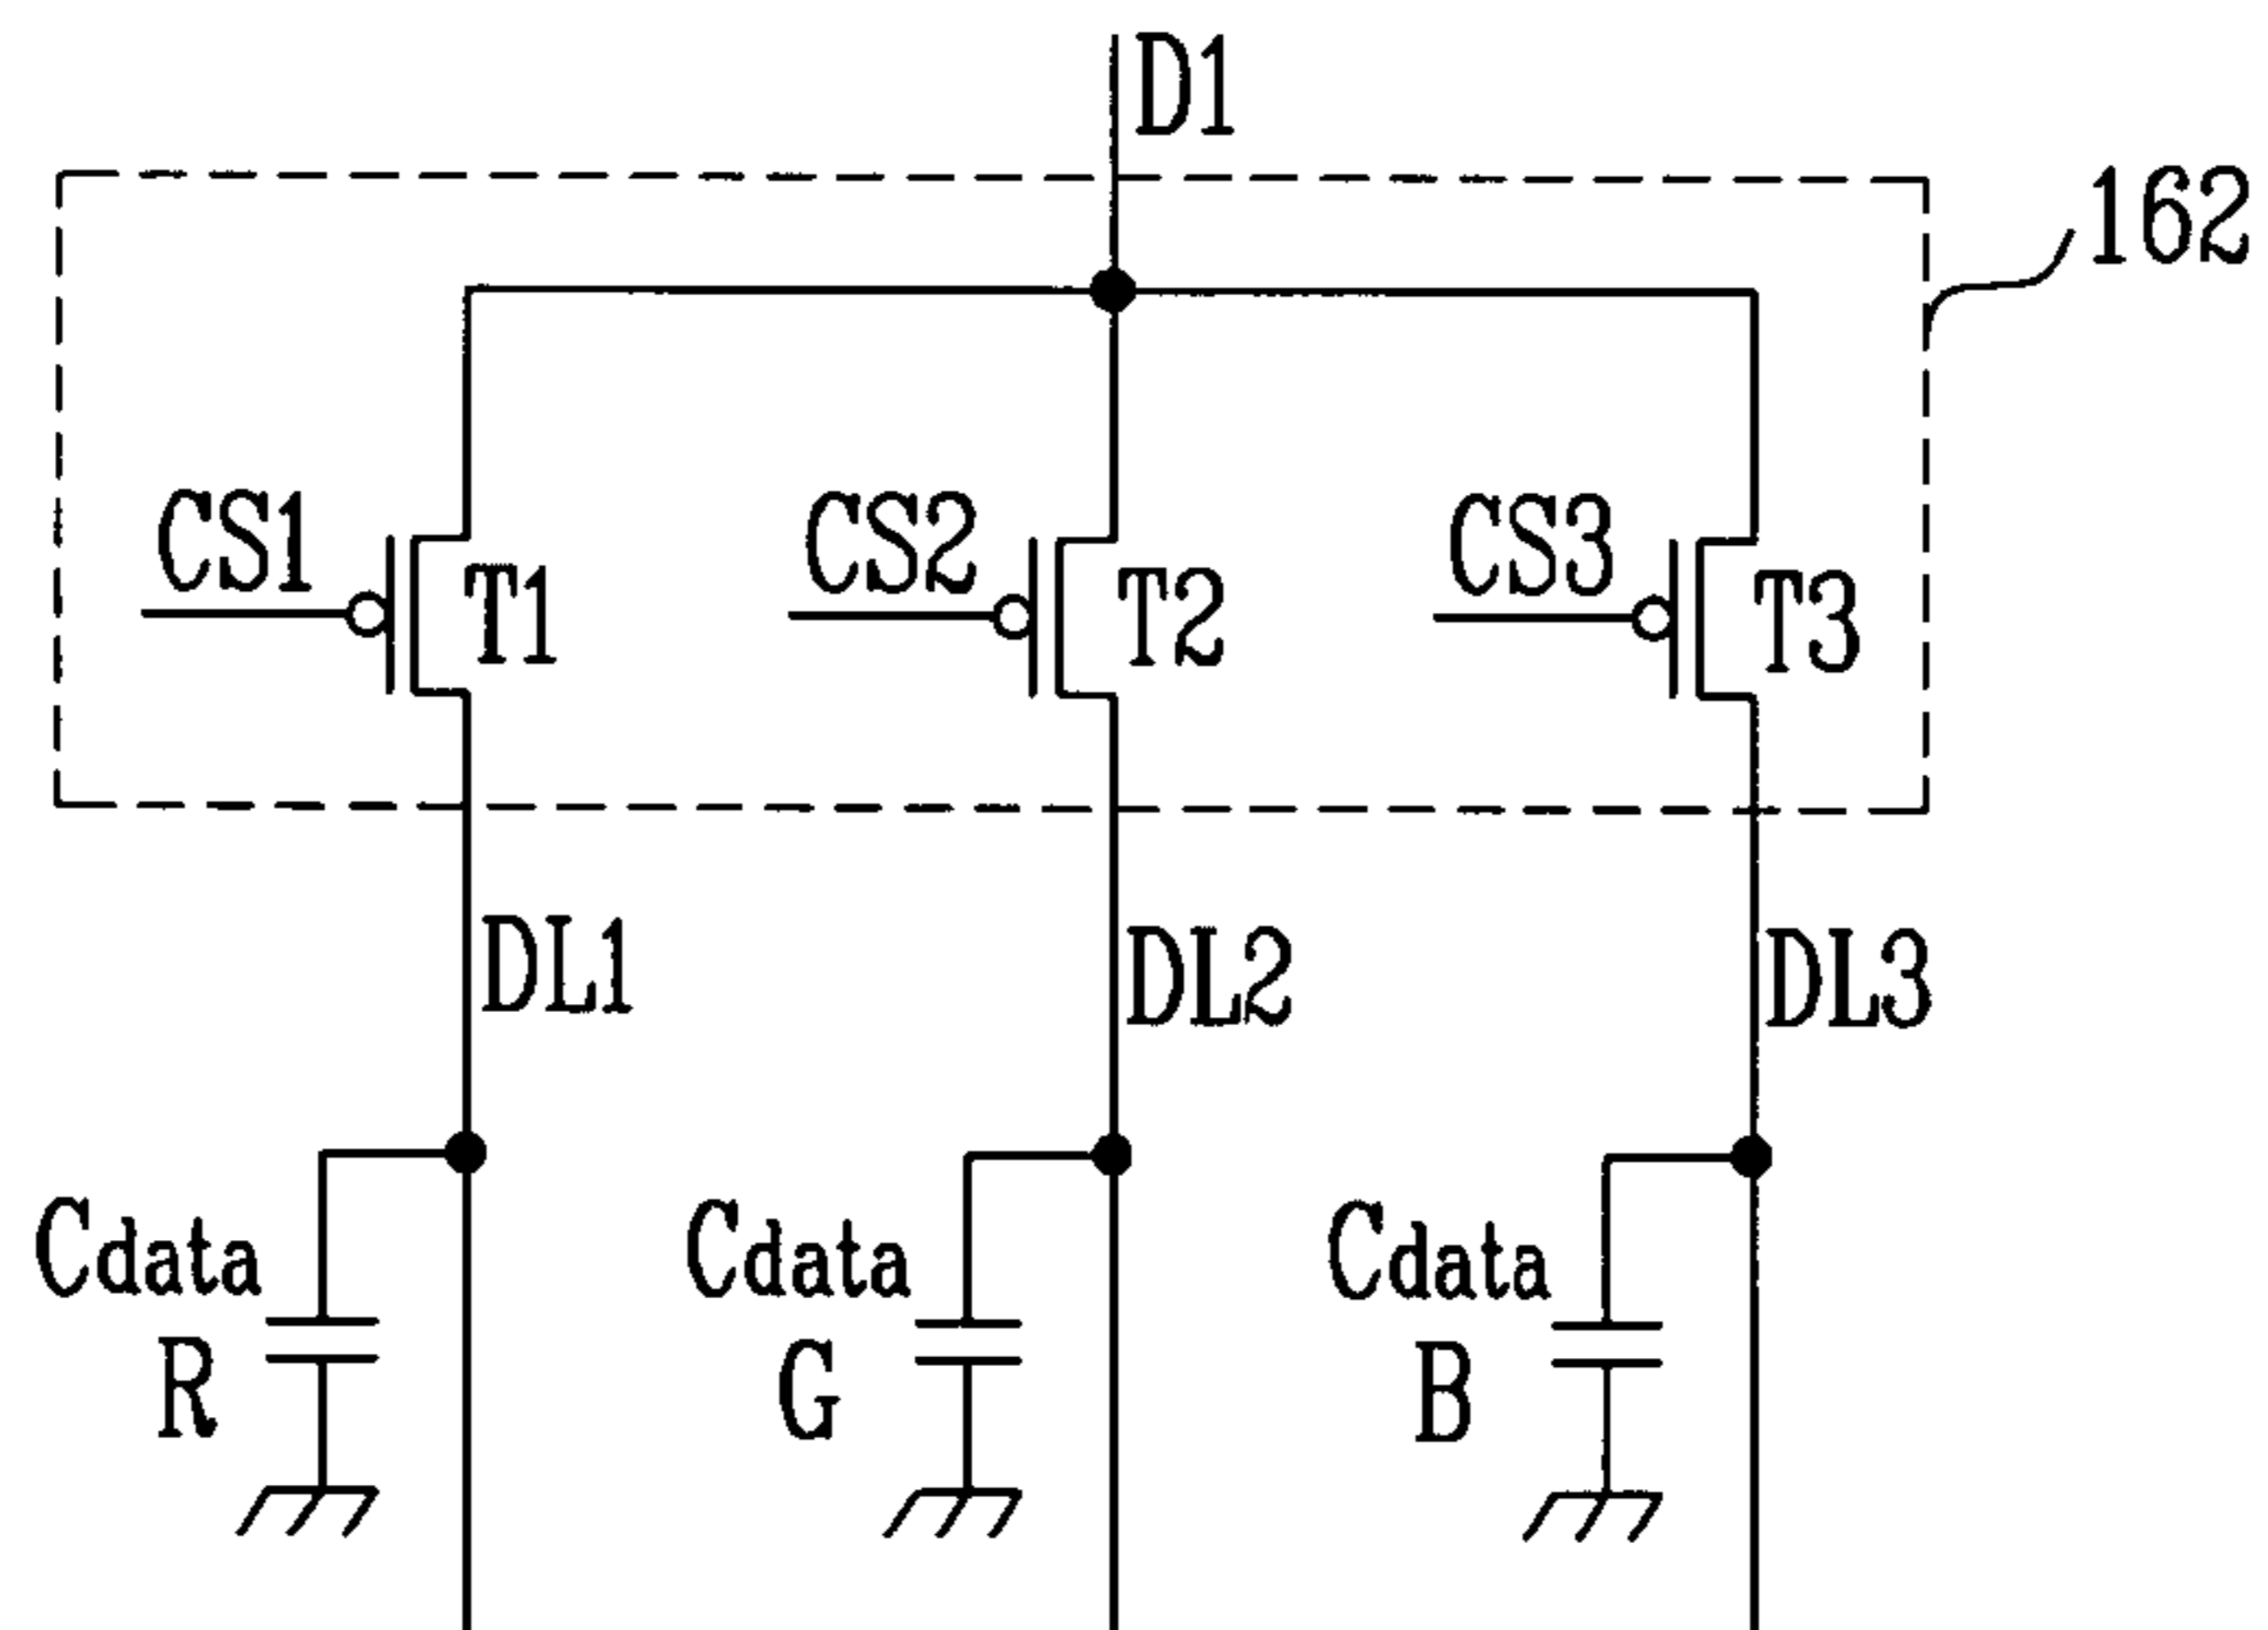 D1
162
CS1
CS2
CS3
T1
T2
T3
DL1
DL2
DL3
Cdata
R
Cdata
G
Cdata
B